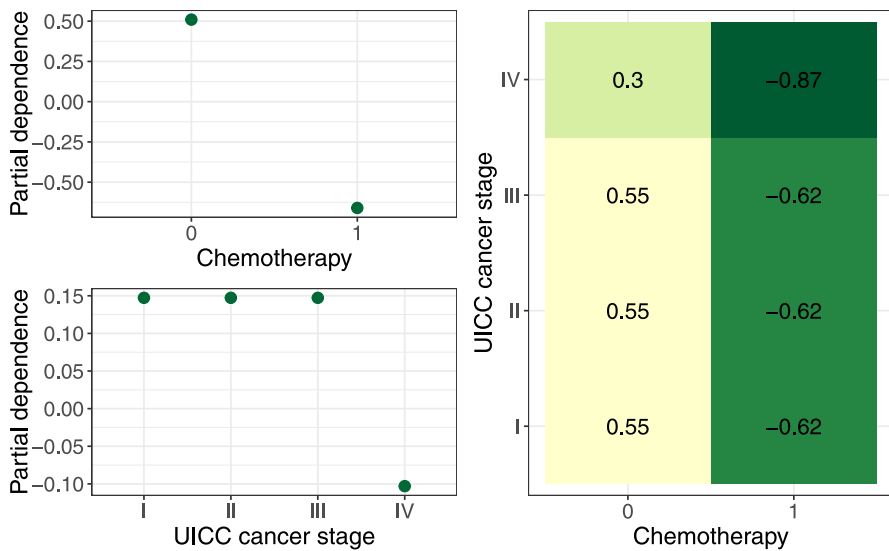 Partial dependence
0.50
0.25
0.00
−0.25
−0.50
0 1
Chemotherapy
Partial dependence
0.15
0.10
0.05
0.00
−0.05
−0.10
I II III IV
UICC cancer stage
UICC cancer stage
IV 0.3 −0.87
III 0.55 −0.62
II 0.55 −0.62
I 0.55 −0.62
0 1
Chemotherapy